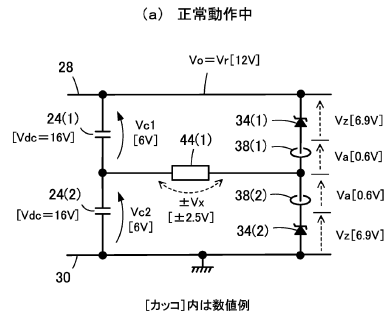 (a) 正常動作中
28
Vo=Vr[12V]
24(1)
[Vdc=16V]
Vc1
[6V]
44(1)
34(1)
38(1)
Vz[6.9V]
Va[0.6V]
24(2)
[Vdc=16V]
Vc2
[6V]
±Vx
[±2.5V]
38(2)
34(2)
Va[0.6V]
Vz[6.9V]
30
[カッコ]内は数値例